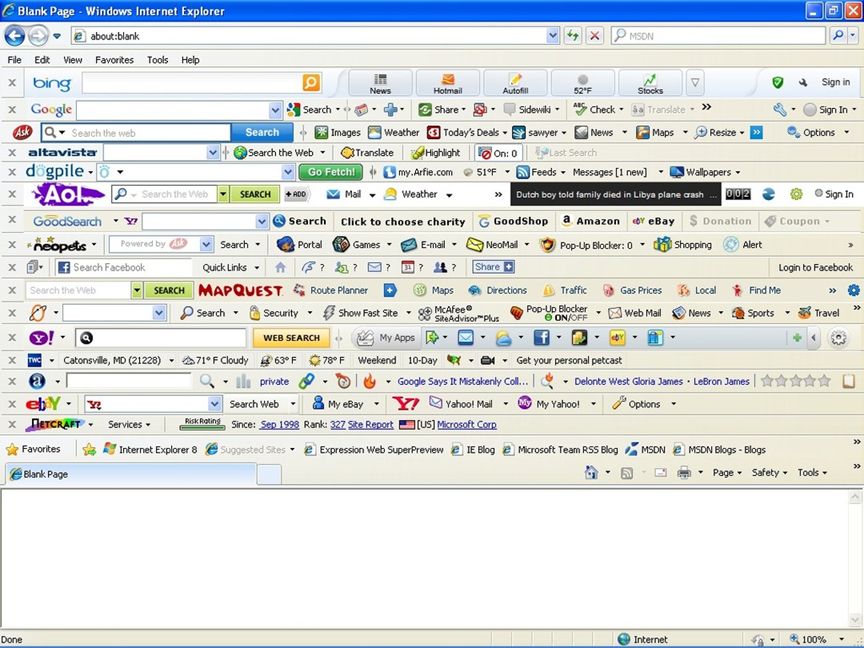 Blank Page - Windows Internet Explorer
about:blank MSDN
File Edit View Favorites Tools Help
bing News Hotmail Autofill 52°F Stocks Sign in
Google Search Share Sidewiki Check Translate Sign In
Ask Search the web Search Images Weather Today's Deals sawyer News Maps Resize Options
altavista Search the Web Translate Highlight On: 0 Last Search
dogpile Go Fetch! my.Arfie.com 51°F Feeds Messages [1 new] Wallpapers
Aol. Search the Web SEARCH +ADD Mail Weather Dutch boy told family died in Libya plane crash ... 002 Sign In
GoodSearch Search Click to choose charity GoodShop Amazon eBay Donation Coupon
neopets Powered by Ask Search Portal Games E-mail NeoMail Pop-Up Blocker: 0 Shopping Alert
Search Facebook Quick Links ? ? ? ? ? Share Login to Facebook
Search the Web SEARCH MAPQUEST Route Planner Maps Directions Traffic Gas Prices Local Find Me
Search Security Show Fast Site McAfee® SiteAdvisor™Plus Pop-Up Blocker ON/OFF Web Mail News Sports Travel
Y! WEB SEARCH My Apps
TWC Catonsville, MD (21228) 71° F Cloudy 63° F 78° F Weekend 10-Day Get your personal petcast
a private Google Says It Mistakenly Coll... Delonte West Gloria James LeBron James
ebY Search Web My eBay Y! Yahoo! Mail My Yahoo! Options
NETCRAFT Services Risk Rating Since: Sep 1998 Rank: 327 Site Report [US] Microsoft Corp
Favorites Internet Explorer 8 Suggested Sites Expression Web SuperPreview IE Blog Microsoft Team RSS Blog MSDN MSDN Blogs - Blogs
Blank Page Page Safety Tools
Done Internet 100%